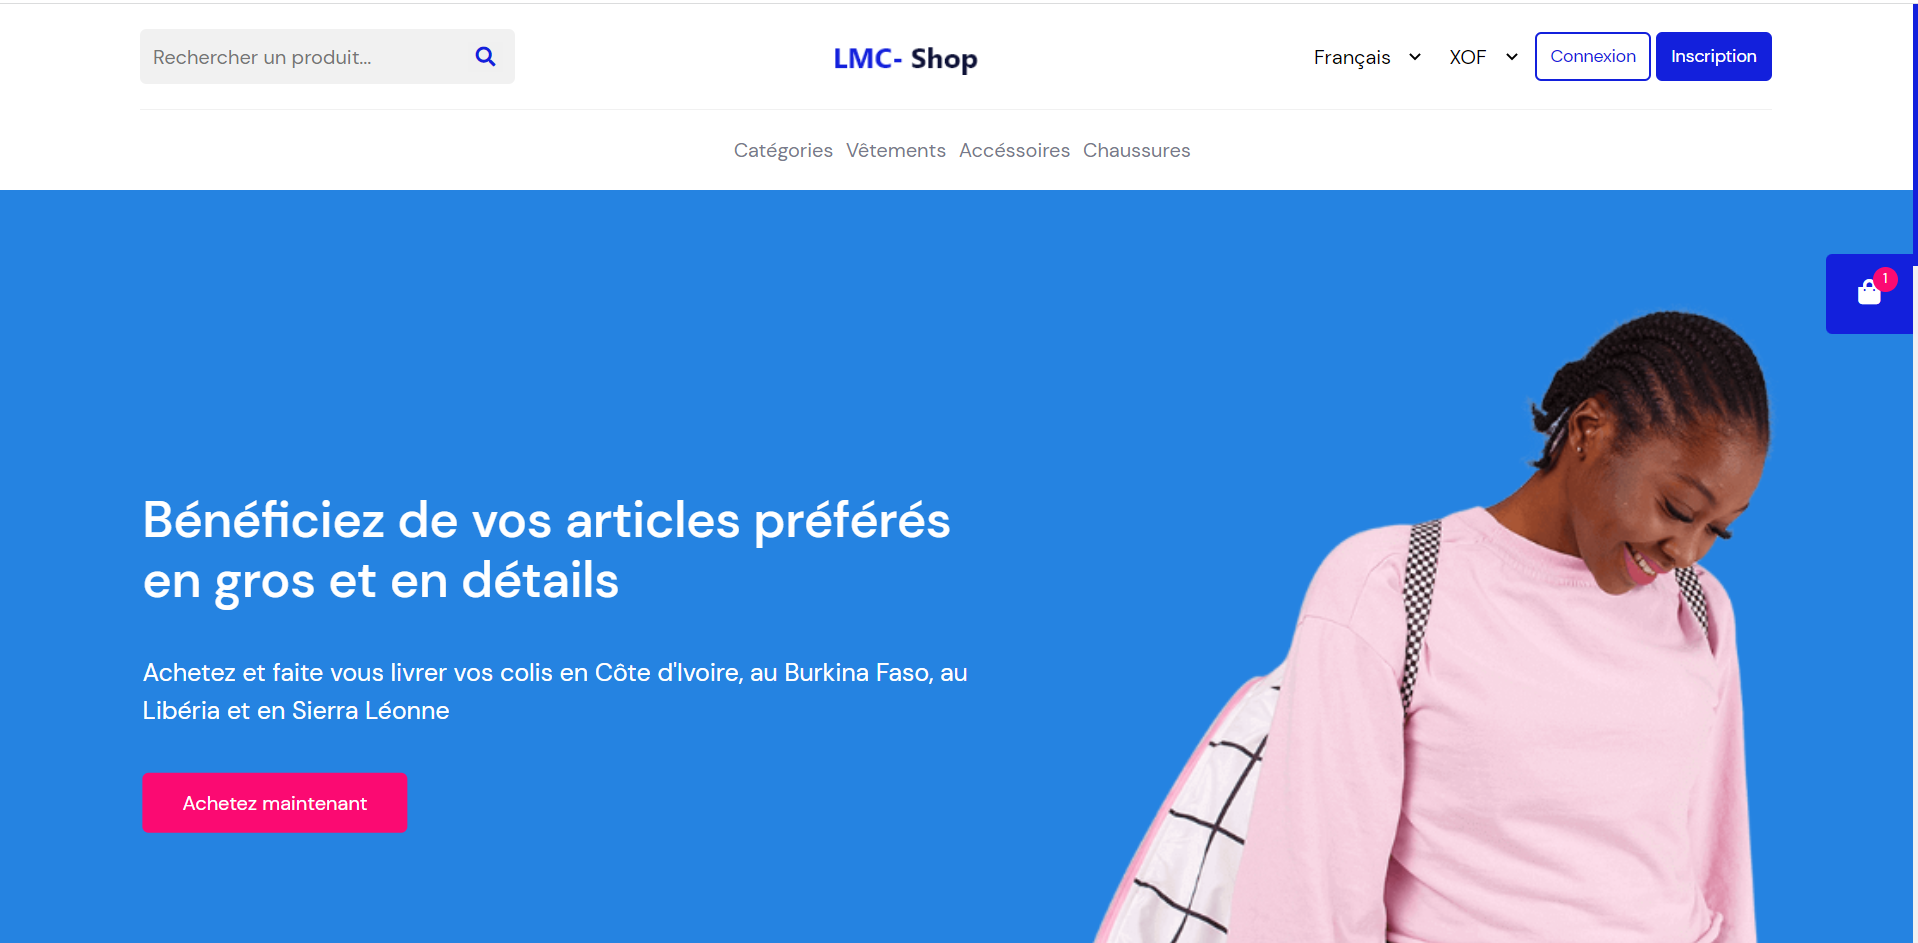 Rechercher un produit...
LMC- Shop
Français
XOF
Connexion
Inscription
Catégories Vêtements Accéssoires Chaussures
1
Bénéficiez de vos articles préférés
en gros et en détails
Achetez et faite vous livrer vos colis en Côte d'Ivoire, au Burkina Faso, au
Libéria et en Sierra Léonne
Achetez maintenant